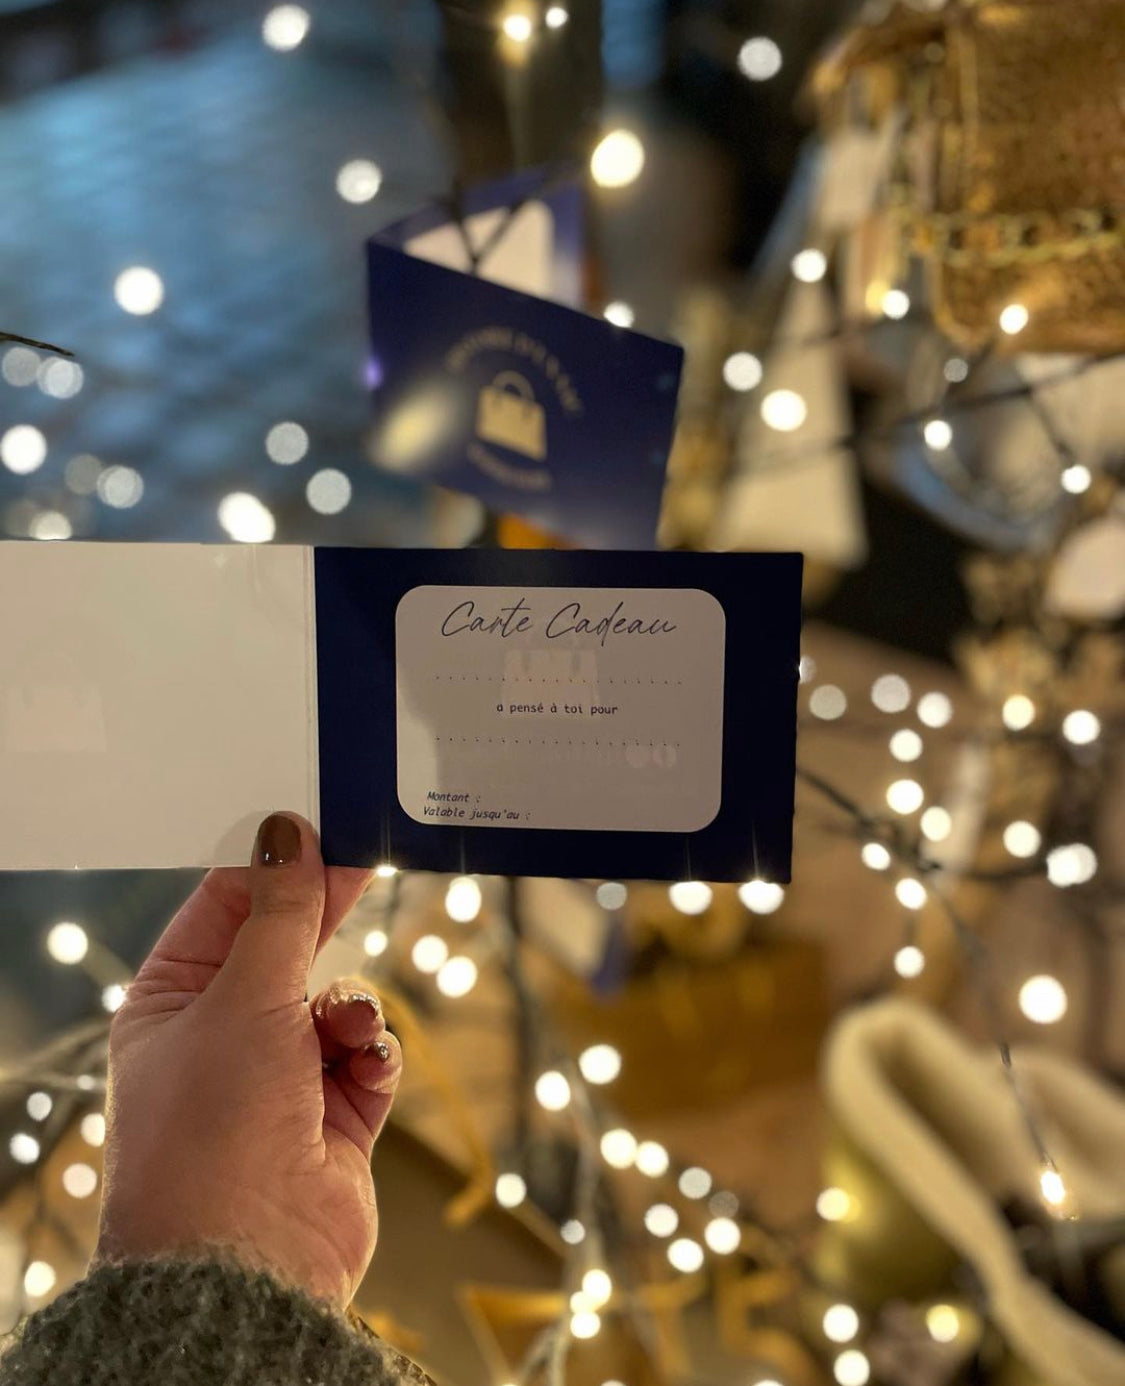 Carte Cadeau
a pensé à toi pour
Montant :
Valable jusqu'au :